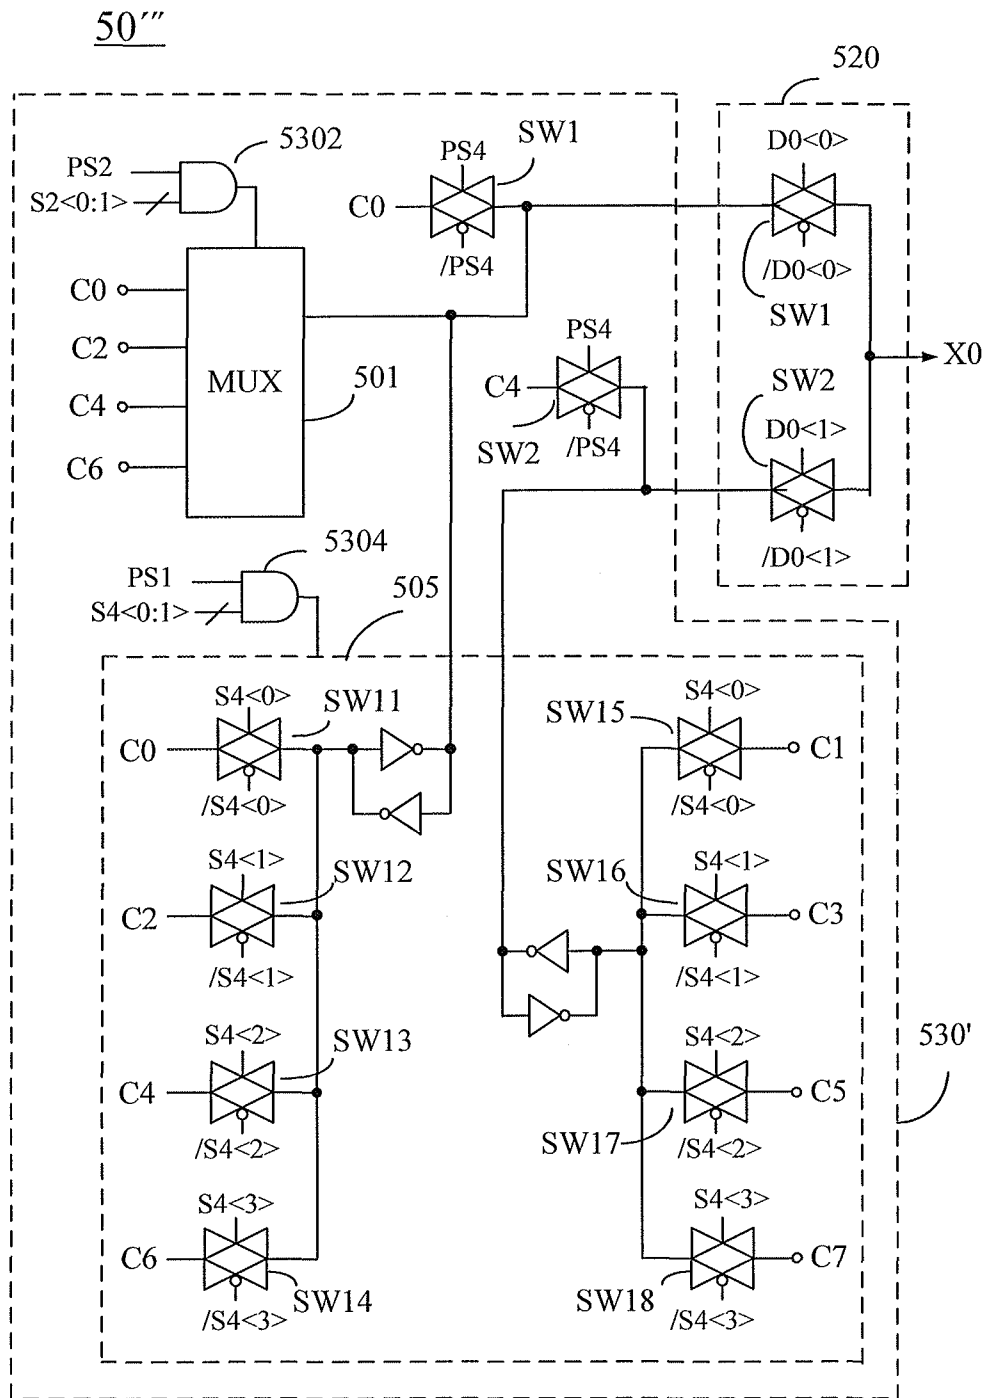 50‴
520
5302
PS2
S2<0:1>
PS4
SW1
C0
/PS4
D0<0>
/D0<0>
SW1
C0
C2
C4
C6
MUX
501
PS4
C4
SW2
/PS4
X0
SW2
D0<1>
/D0<1>
5304
PS1
S4<0:1>
505
S4<0>
SW11
C0
/S4<0>
S4<1>
SW12
C2
/S4<1>
S4<2>
SW13
C4
/S4<2>
S4<3>
C6
SW14
/S4<3>
S4<0>
SW15
C1
/S4<0>
S4<1>
SW16
C3
/S4<1>
S4<2>
C5
SW17
/S4<2>
S4<3>
C7
SW18
/S4<3>
530'